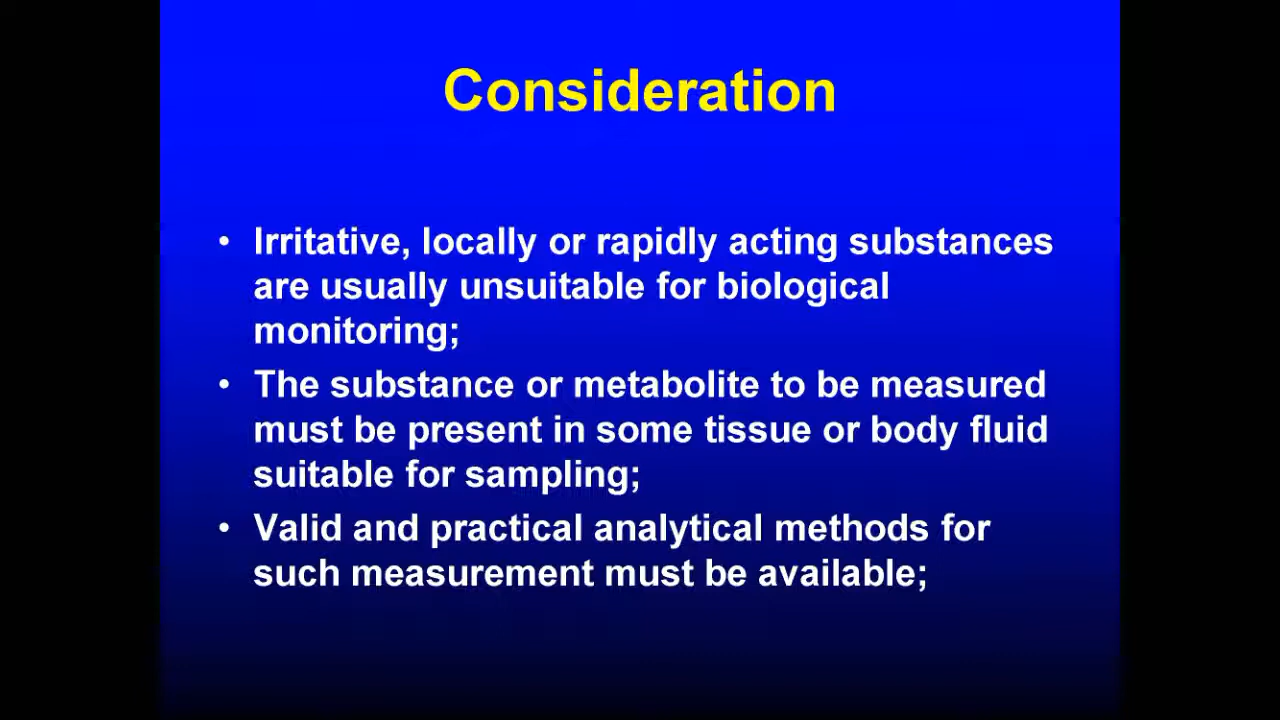 Consideration
• Irritative, locally or rapidly acting substances
are usually unsuitable for biological
monitoring;
• The substance or metabolite to be measured
must be present in some tissue or body fluid
suitable for sampling;
• Valid and practical analytical methods for
such measurement must be available;